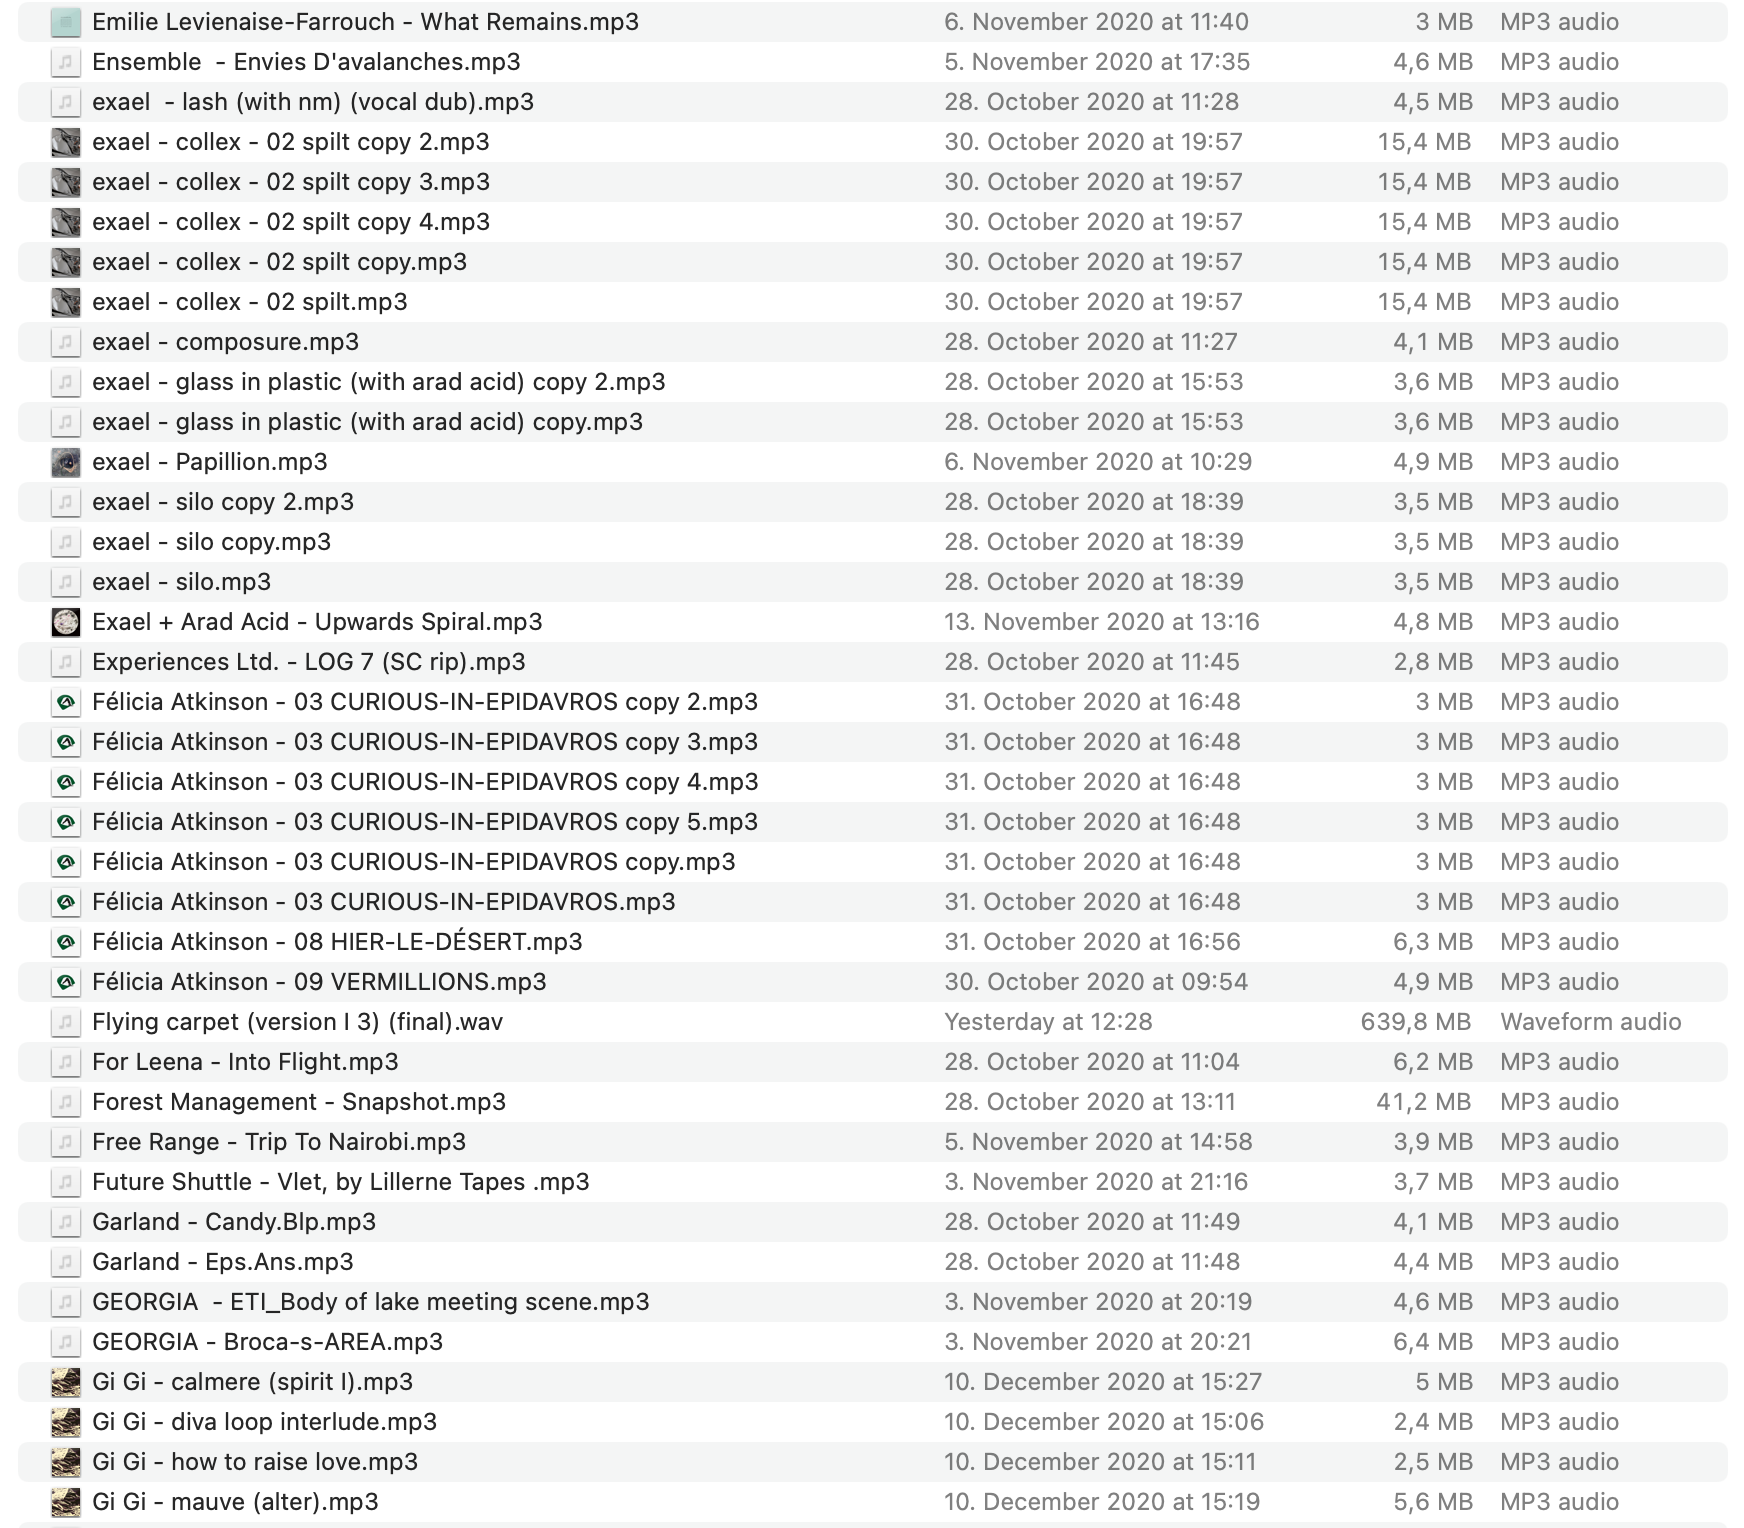 Emilie Levienaise-Farrouch - What Remains.mp3 6. November 2020 at 11:40 3 MB MP3 audio
Ensemble  - Envies D'avalanches.mp3 5. November 2020 at 17:35 4,6 MB MP3 audio
exael  - lash (with nm) (vocal dub).mp3 28. October 2020 at 11:28 4,5 MB MP3 audio
exael - collex - 02 spilt copy 2.mp3 30. October 2020 at 19:57 15,4 MB MP3 audio
exael - collex - 02 spilt copy 3.mp3 30. October 2020 at 19:57 15,4 MB MP3 audio
exael - collex - 02 spilt copy 4.mp3 30. October 2020 at 19:57 15,4 MB MP3 audio
exael - collex - 02 spilt copy.mp3 30. October 2020 at 19:57 15,4 MB MP3 audio
exael - collex - 02 spilt.mp3 30. October 2020 at 19:57 15,4 MB MP3 audio
exael - composure.mp3 28. October 2020 at 11:27 4,1 MB MP3 audio
exael - glass in plastic (with arad acid) copy 2.mp3 28. October 2020 at 15:53 3,6 MB MP3 audio
exael - glass in plastic (with arad acid) copy.mp3 28. October 2020 at 15:53 3,6 MB MP3 audio
exael - Papillion.mp3 6. November 2020 at 10:29 4,9 MB MP3 audio
exael - silo copy 2.mp3 28. October 2020 at 18:39 3,5 MB MP3 audio
exael - silo copy.mp3 28. October 2020 at 18:39 3,5 MB MP3 audio
exael - silo.mp3 28. October 2020 at 18:39 3,5 MB MP3 audio
Exael + Arad Acid - Upwards Spiral.mp3 13. November 2020 at 13:16 4,8 MB MP3 audio
Experiences Ltd. - LOG 7 (SC rip).mp3 28. October 2020 at 11:45 2,8 MB MP3 audio
Félicia Atkinson - 03 CURIOUS-IN-EPIDAVROS copy 2.mp3 31. October 2020 at 16:48 3 MB MP3 audio
Félicia Atkinson - 03 CURIOUS-IN-EPIDAVROS copy 3.mp3 31. October 2020 at 16:48 3 MB MP3 audio
Félicia Atkinson - 03 CURIOUS-IN-EPIDAVROS copy 4.mp3 31. October 2020 at 16:48 3 MB MP3 audio
Félicia Atkinson - 03 CURIOUS-IN-EPIDAVROS copy 5.mp3 31. October 2020 at 16:48 3 MB MP3 audio
Félicia Atkinson - 03 CURIOUS-IN-EPIDAVROS copy.mp3 31. October 2020 at 16:48 3 MB MP3 audio
Félicia Atkinson - 03 CURIOUS-IN-EPIDAVROS.mp3 31. October 2020 at 16:48 3 MB MP3 audio
Félicia Atkinson - 08 HIER-LE-DÉSERT.mp3 31. October 2020 at 16:56 6,3 MB MP3 audio
Félicia Atkinson - 09 VERMILLIONS.mp3 30. October 2020 at 09:54 4,9 MB MP3 audio
Flying carpet (version I 3) (final).wav Yesterday at 12:28 639,8 MB Waveform audio
For Leena - Into Flight.mp3 28. October 2020 at 11:04 6,2 MB MP3 audio
Forest Management - Snapshot.mp3 28. October 2020 at 13:11 41,2 MB MP3 audio
Free Range - Trip To Nairobi.mp3 5. November 2020 at 14:58 3,9 MB MP3 audio
Future Shuttle - Vlet, by Lillerne Tapes .mp3 3. November 2020 at 21:16 3,7 MB MP3 audio
Garland - Candy.Blp.mp3 28. October 2020 at 11:49 4,1 MB MP3 audio
Garland - Eps.Ans.mp3 28. October 2020 at 11:48 4,4 MB MP3 audio
GEORGIA  - ETI_Body of lake meeting scene.mp3 3. November 2020 at 20:19 4,6 MB MP3 audio
GEORGIA - Broca-s-AREA.mp3 3. November 2020 at 20:21 6,4 MB MP3 audio
Gi Gi - calmere (spirit I).mp3 10. December 2020 at 15:27 5 MB MP3 audio
Gi Gi - diva loop interlude.mp3 10. December 2020 at 15:06 2,4 MB MP3 audio
Gi Gi - how to raise love.mp3 10. December 2020 at 15:11 2,5 MB MP3 audio
Gi Gi - mauve (alter).mp3 10. December 2020 at 15:19 5,6 MB MP3 audio